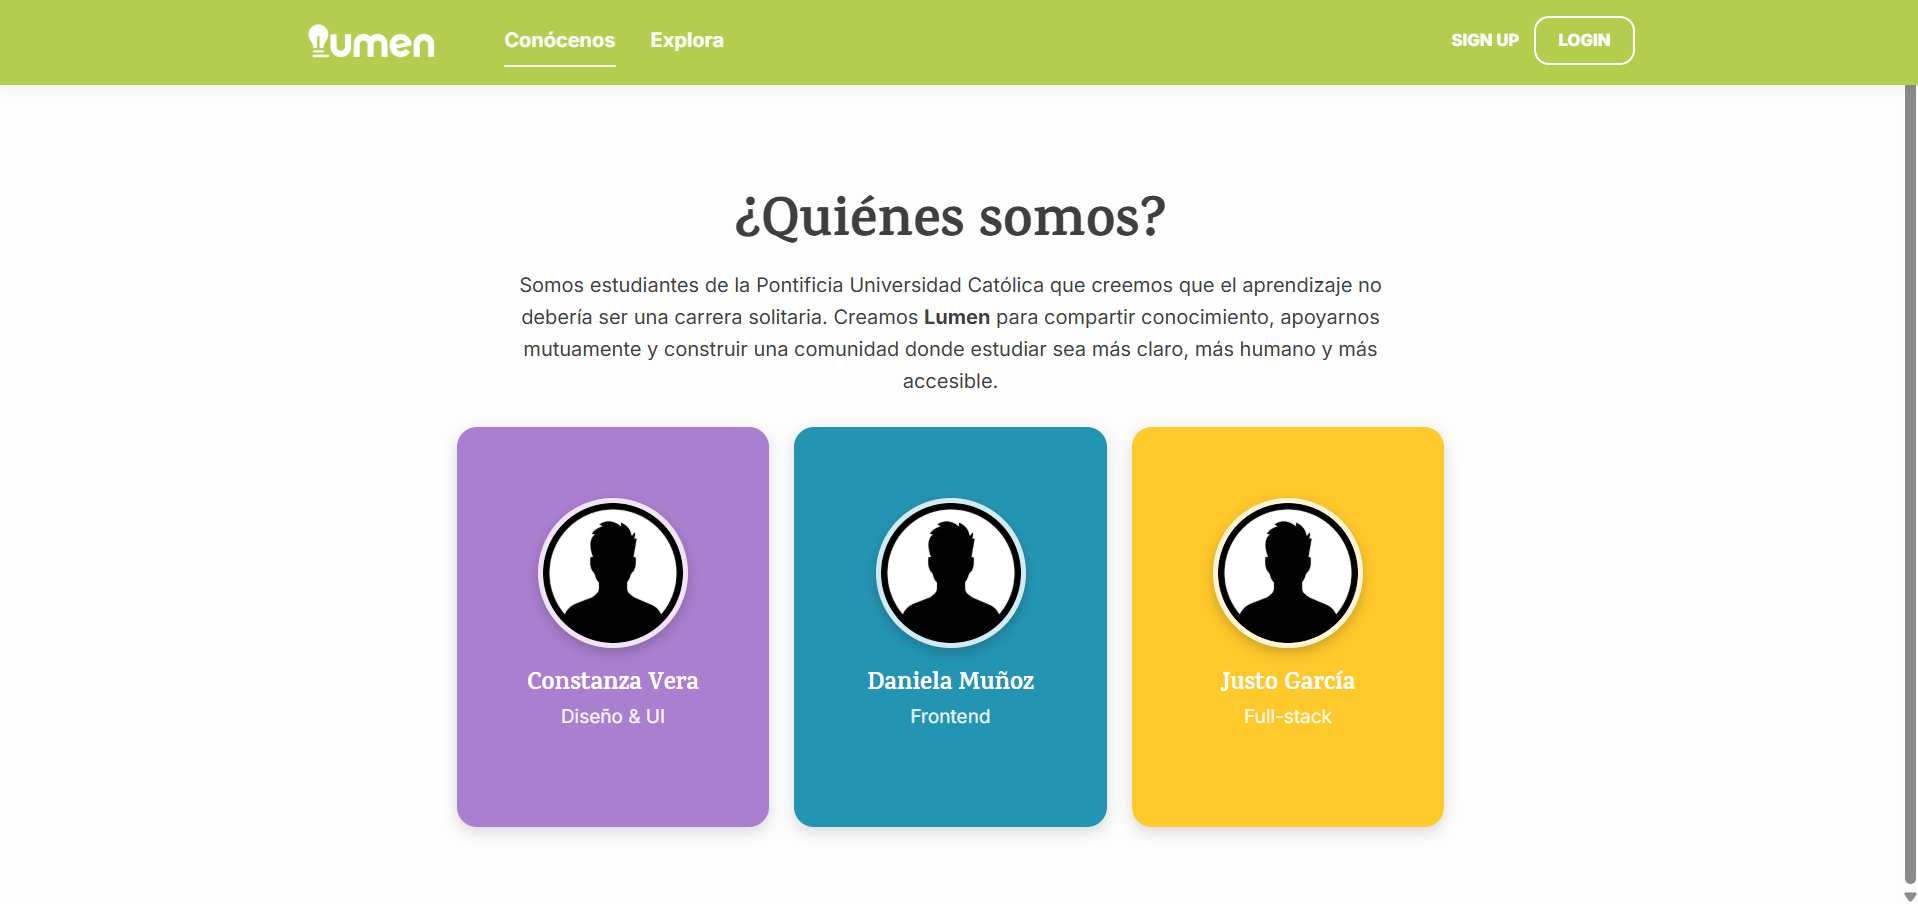 Lumen
Conócenos
Explora
SIGN UP
LOGIN
¿Quiénes somos?
Somos estudiantes de la Pontificia Universidad Católica que creemos que el aprendizaje no
debería ser una carrera solitaria. Creamos Lumen para compartir conocimiento, apoyarnos
mutuamente y construir una comunidad donde estudiar sea más claro, más humano y más
accesible.
Constanza Vera
Diseño & UI
Daniela Muñoz
Frontend
Justo García
Full-stack